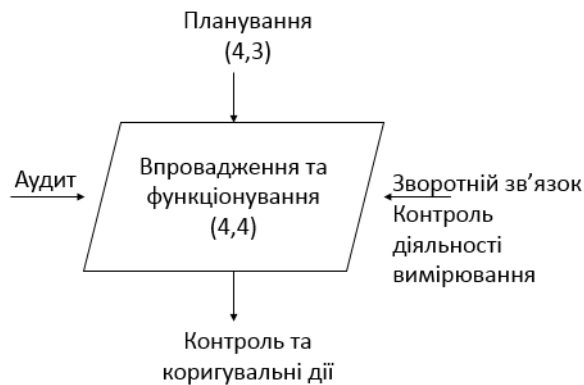 Планування
(4,3)
Впровадження та
функціонування
(4,4)
Аудит
Зворотній зв’язок
Контроль
діяльності
вимірювання
Контроль та
коригувальні дії